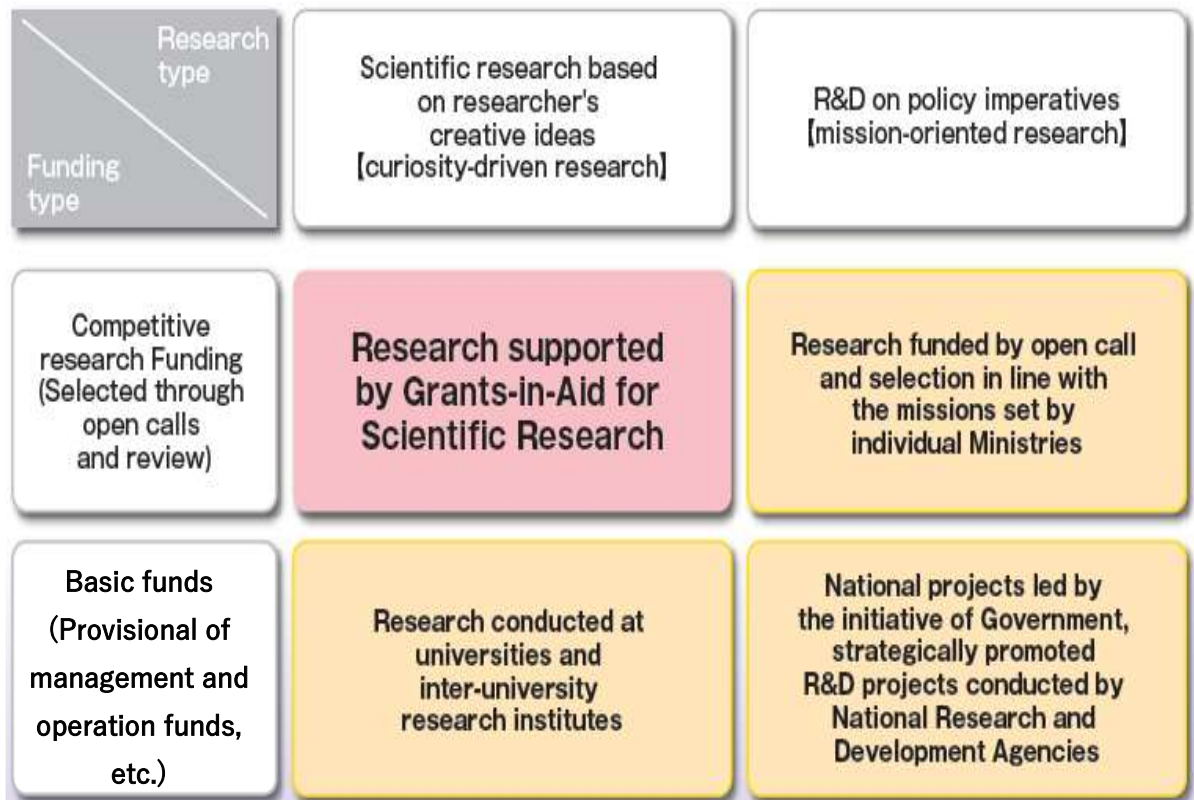 Research
type
Funding
type
Scientific research based
on researcher's
creative ideas
【curiosity-driven research】
R&D on policy imperatives
【mission-oriented research】
Competitive
research Funding
(Selected through
open calls
and review)
Research supported
by Grants-in-Aid for
Scientific Research
Research funded by open call
and selection in line with
the missions set by
individual Ministries
Basic funds
(Provisional of
management and
operation funds,
etc.)
Research conducted at
universities and
inter-university
research institutes
National projects led by
the initiative of Government,
strategically promoted
R&D projects conducted by
National Research and
Development Agencies